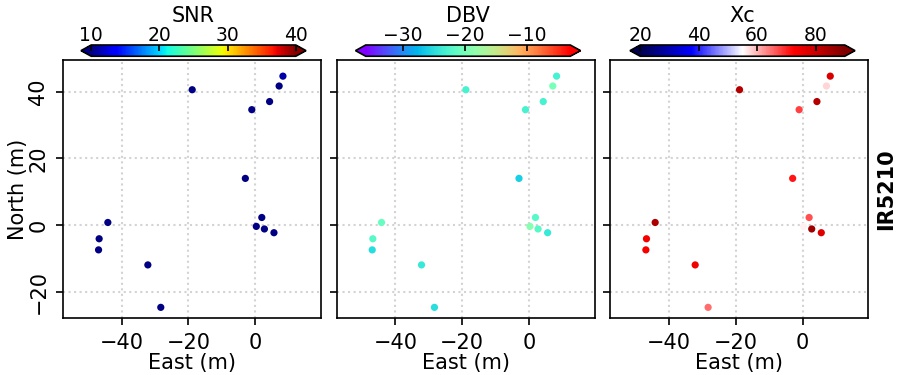 SNR DBV Xc
10 20 30 40 −30 −20 −10 20 40 60 80
40
20
0
−20
North (m)
IR5210
−40 −20 0 −40 −20 0 −40 −20 0
East (m) East (m) East (m)